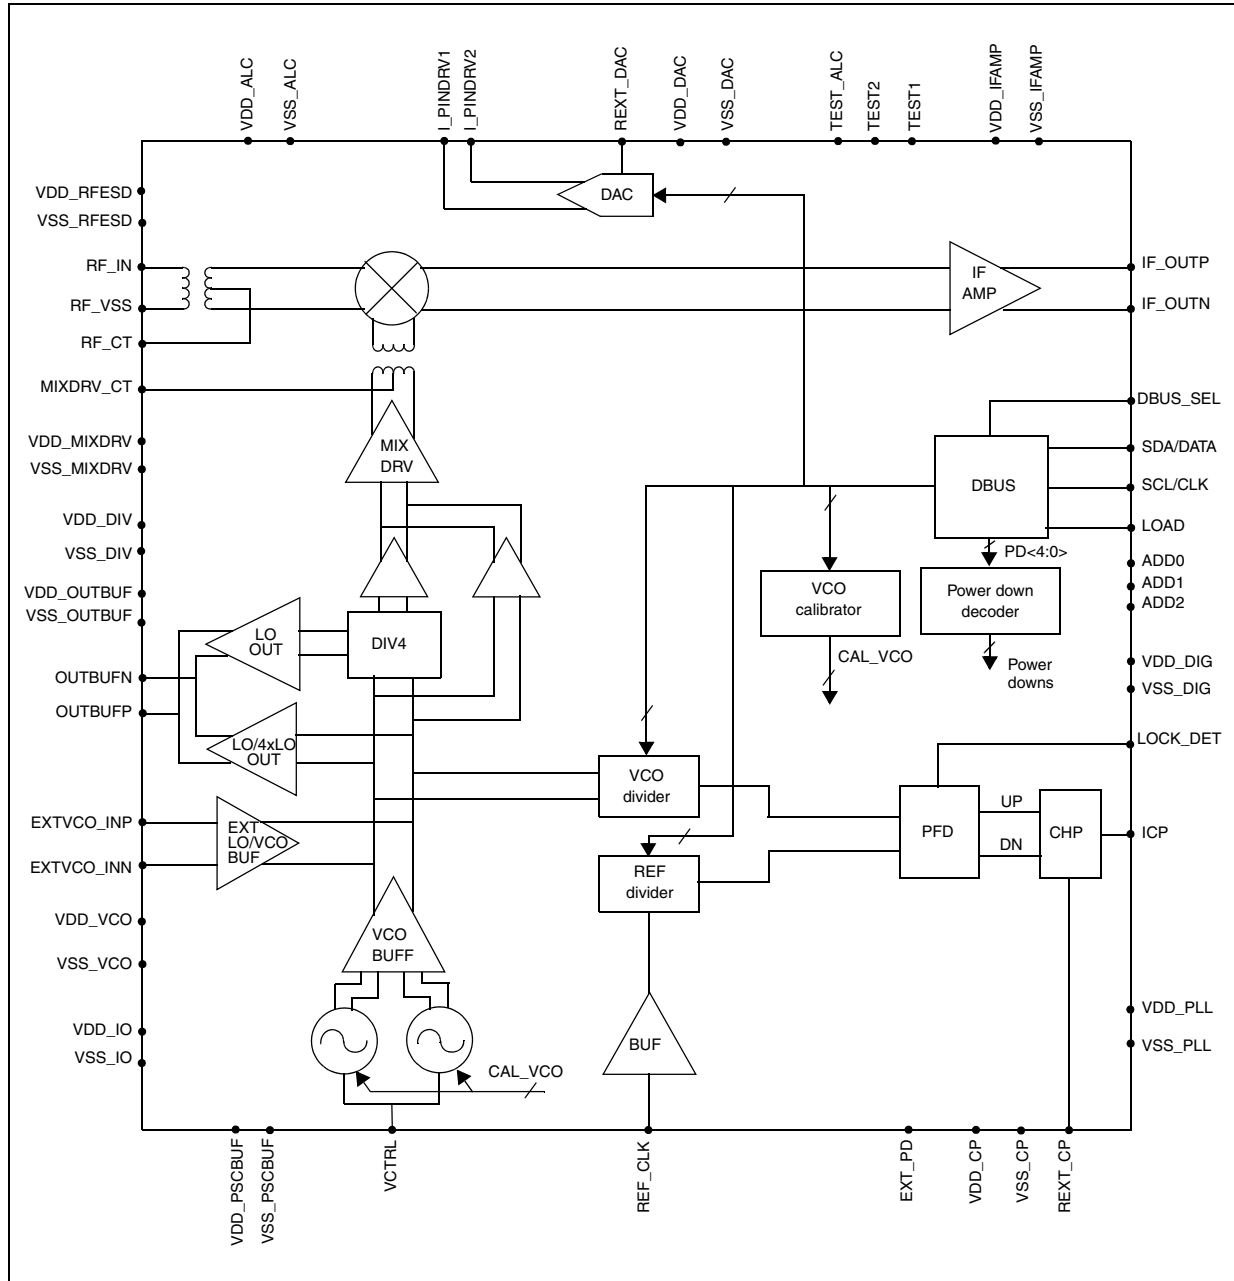 VDD_ALC
VSS_ALC
I_PINDRV1
I_PINDRV2
REXT_DAC
VDD_DAC
VSS_DAC
TEST_ALC
TEST2
TEST1
VDD_IFAMP
VSS_IFAMP
VDD_RFESD
VSS_RFESD
RF_IN
RF_VSS
RF_CT
MIXDRV_CT
VDD_MIXDRV
VSS_MIXDRV
VDD_DIV
VSS_DIV
VDD_OUTBUF
VSS_OUTBUF
OUTBUFN
OUTBUFP
EXTVCO_INP
EXTVCO_INN
VDD_VCO
VSS_VCO
VDD_IO
VSS_IO
DAC
IF
AMP
MIX
DRV
DBUS
PD<4:0>
VCO
calibrator
Power down
decoder
CAL_VCO
Power
downs
LO
OUT
DIV4
LO/4xLO
OUT
VCO
divider
EXT
LO/VCO
BUF
PFD
UP
DN
CHP
REF
divider
VCO
BUFF
BUF
CAL_VCO
IF_OUTP
IF_OUTN
DBUS_SEL
SDA/DATA
SCL/CLK
LOAD
ADD0
ADD1
ADD2
VDD_DIG
VSS_DIG
LOCK_DET
ICP
VDD_PLL
VSS_PLL
VDD_PSCBUF
VSS_PSCBUF
VCTRL
REF_CLK
EXT_PD
VDD_CP
VSS_CP
REXT_CP